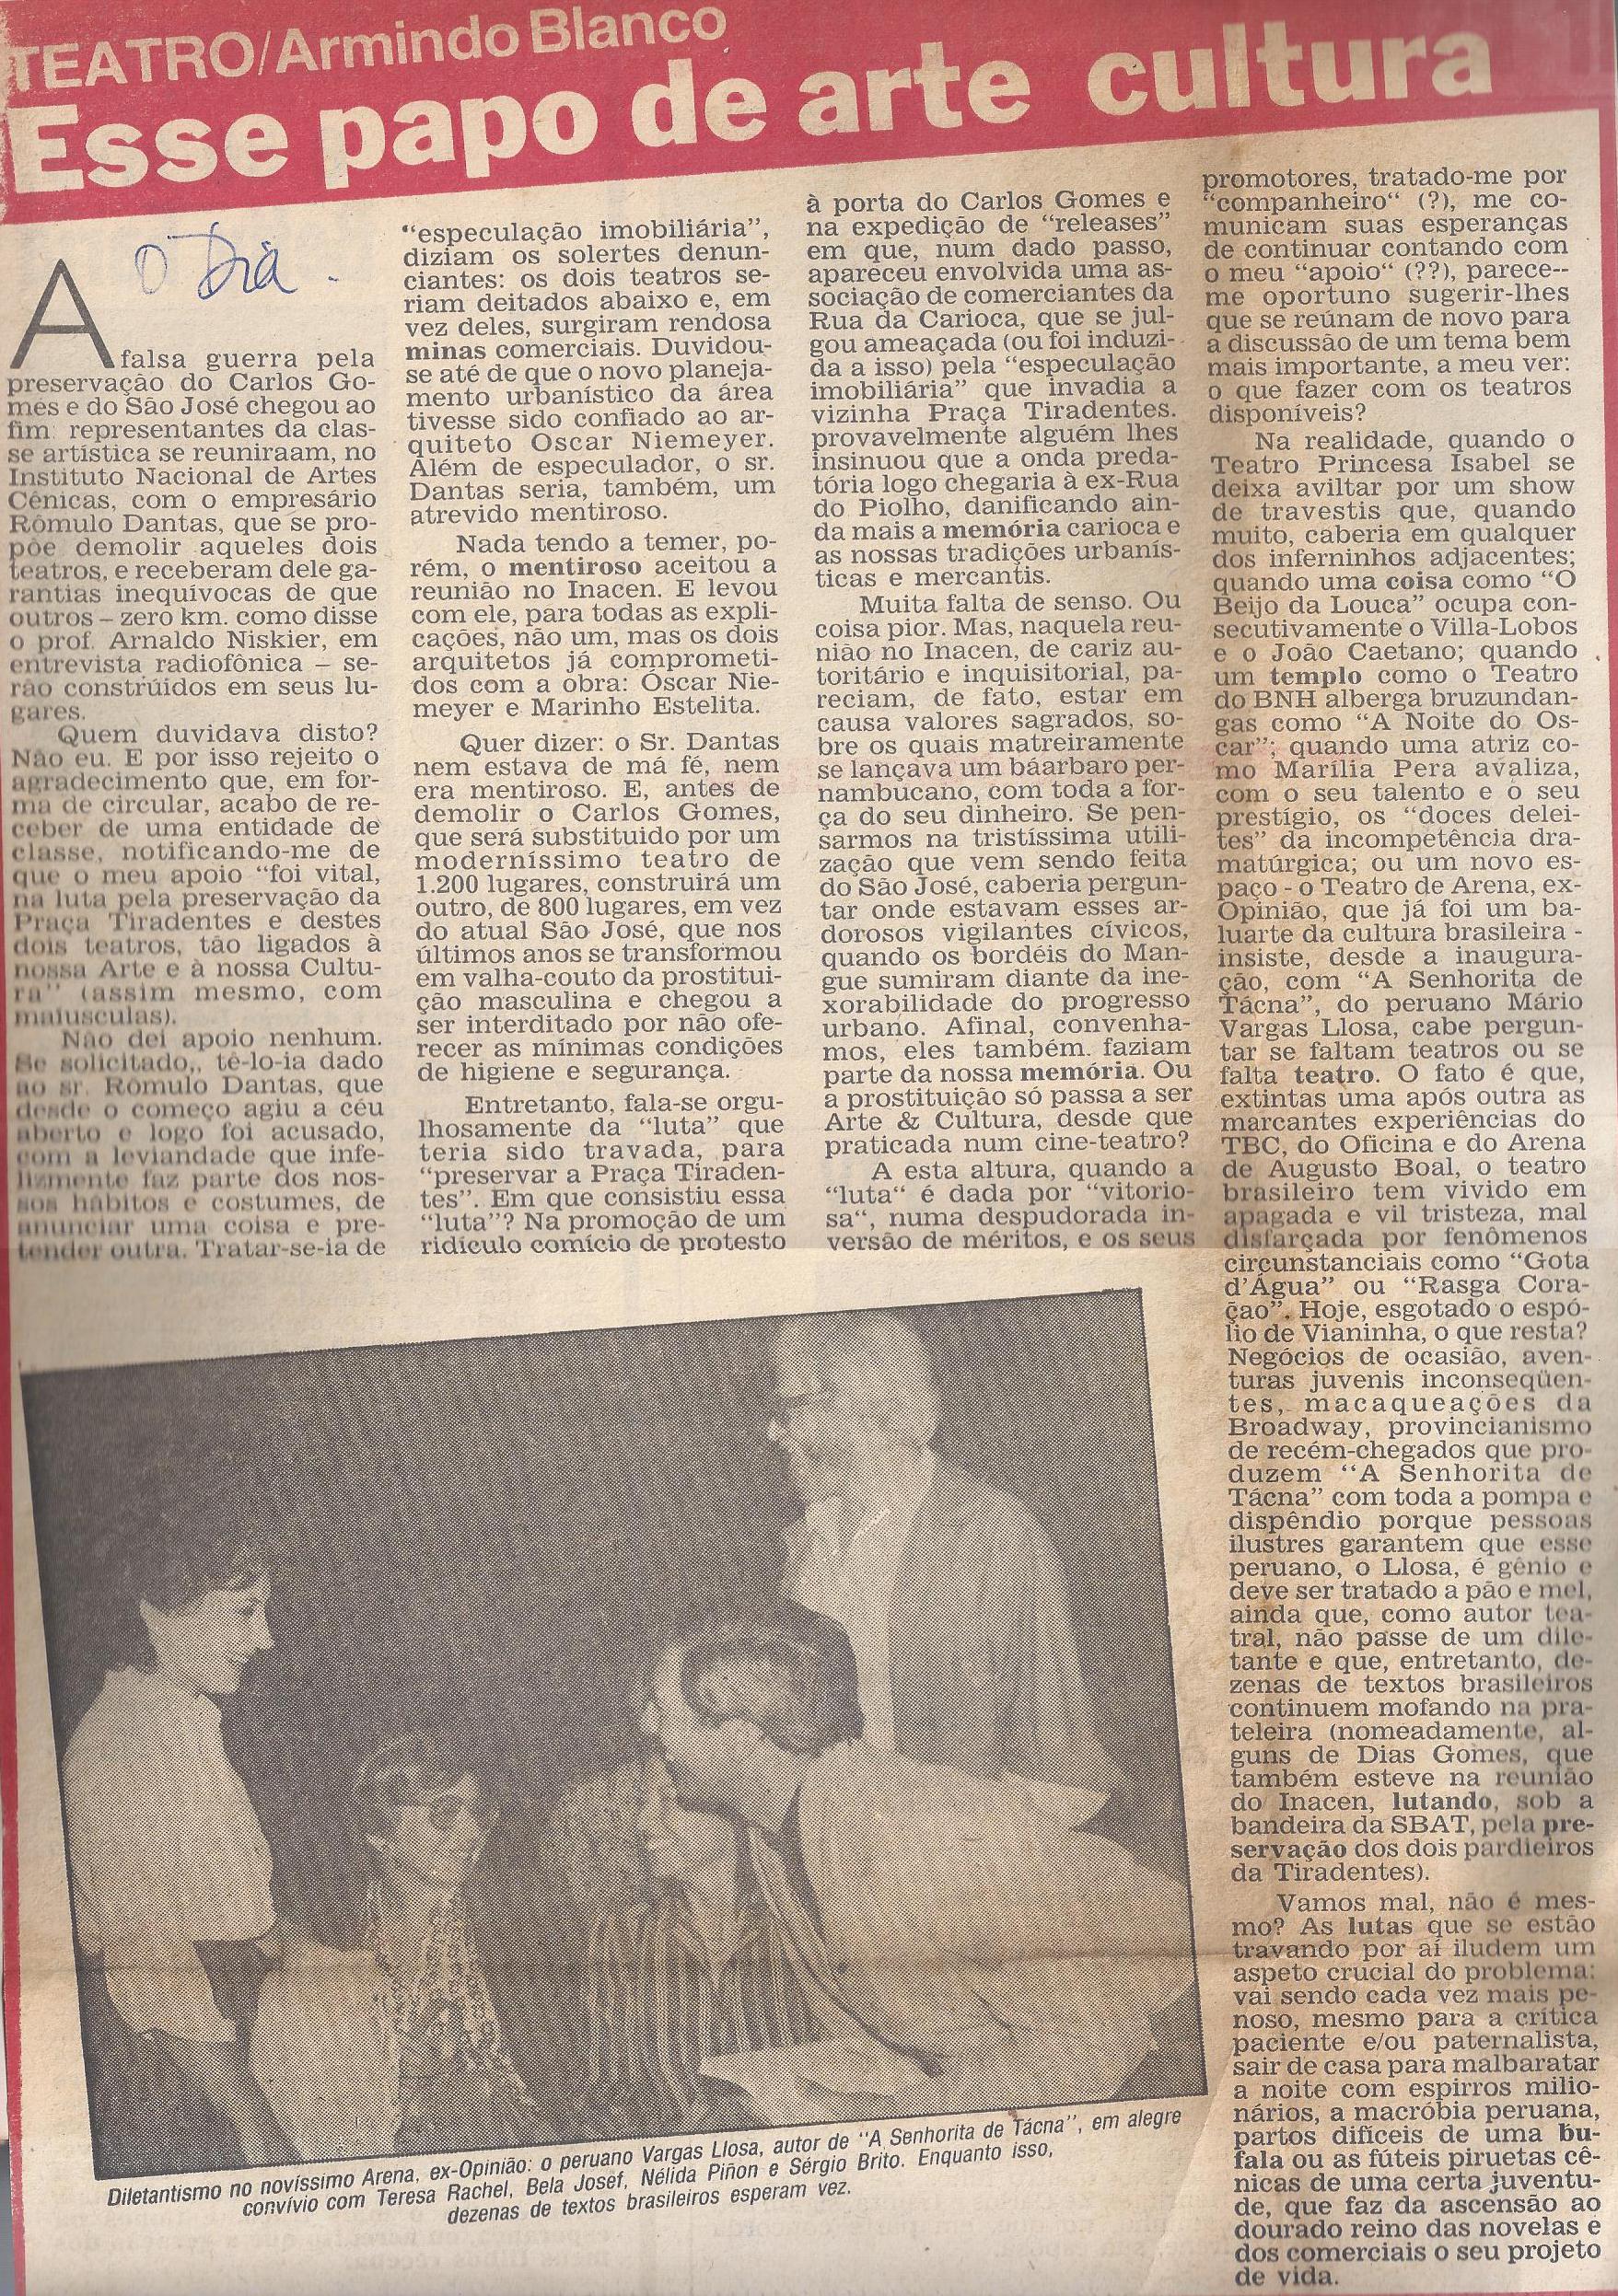 TEATRO/Armindo Blanco
Esse papo de arte cultura
O Dia.
A falsa guerra pela
preservação do Carlos Go-
mes e do São José chegou ao
fim: representantes da clas-
se artística se reuniraam, no
Instituto Nacional de Artes
Cênicas, com o empresário
Rômulo Dantas, que se pro-
põe demolir aqueles dois
teatros, e receberam dele ga-
rantias inequívocas de que
outros – zero km. como disse
o prof. Arnaldo Niskier, em
entrevista radiofônica – se-
rão construídos em seus lu-
gares.
Quem duvidava disto?
Não eu. E por isso rejeito o
agradecimento que, em for-
ma de circular, acabo de re-
ceber de uma entidade de
classe, notificando-me de
que o meu apoio “foi vital,
na luta pela preservação da
Praça Tiradentes e destes
dois teatros, tão ligados à
nossa Arte e à nossa Cultu-
ra” (assim mesmo, com
maiusculas).
Não dei apoio nenhum.
Se solicitado,, tê-lo-ia dado
ao sr. Rômulo Dantas, que
desde o começo agiu a céu
aberto e logo foi acusado,
com a leviandade que infe-
lizmente faz parte dos nos-
sos hábitos e costumes, de
anunciar uma coisa e pre-
tender outra. Tratar-se-ia de
“especulação imobiliária”,
diziam os solertes denun-
ciantes: os dois teatros se-
riam deitados abaixo e, em
vez deles, surgiram rendosa
minas comerciais. Duvidou-
se até de que o novo planeja-
mento urbanístico da área
tivesse sido confiado ao ar-
quiteto Oscar Niemeyer.
Além de especulador, o sr.
Dantas seria, também, um
atrevido mentiroso.
Nada tendo a temer, po-
rém, o mentiroso aceitou a
reunião no Inacen. E levou
com ele, para todas as expli-
cações, não um, mas os dois
arquitetos já comprometi-
dos com a obra: Óscar Nie-
meyer e Marinho Estelita.
Quer dizer: o Sr. Dantas
nem estava de má fé, nem
era mentiroso. E, antes de
demolir o Carlos Gomes,
que será substituido por um
moderníssimo teatro de
1.200 lugares, construirá um
outro, de 800 lugares, em vez
do atual São José, que nos
últimos anos se transformou
em valha-couto da prostitui-
ção masculina e chegou a
ser interditado por não ofe-
recer as mínimas condições
de higiene e segurança.
Entretanto, fala-se orgu-
lhosamente da “luta” que
teria sido travada, para
“preservar a Praça Tiraden-
tes”. Em que consistiu essa
“luta”? Na promoção de um
ridículo comício de protesto
à porta do Carlos Gomes e
na expedição de “releases”
em que, num dado passo,
apareceu envolvida uma as-
sociação de comerciantes da
Rua da Carioca, que se jul-
gou ameaçada (ou foi induzi-
da a isso) pela “especulação
imobiliária” que invadia a
vizinha Praça Tiradentes.
provavelmente alguém lhes
insinuou que a onda preda-
tória logo chegaria à ex-Rua
do Piolho, danificando ain-
da mais a memória carioca e
as nossas tradições urbanís-
ticas e mercantis.
Muita falta de senso. Ou
coisa pior. Mas, naquela reu-
nião no Inacen, de cariz au-
toritário e inquisitorial, pa-
reciam, de fato, estar em
causa valores sagrados, so-
bre os quais matreiramente
se lançava um báarbaro per-
nambucano, com toda a for-
ça do seu dinheiro. Se pen-
sarmos na tristíssima utili-
zação que vem sendo feita
do São José, caberia pergun-
tar onde estavam esses ar-
dorosos vigilantes cívicos,
quando os bordéis do Man-
gue sumiram diante da ine-
xorabilidade do progresso
urbano. Afinal, convenha-
mos, eles também. faziam
parte da nossa memória. Ou
a prostituição só passa a ser
Arte & Cultura, desde que
praticada num cine-teatro?
A esta altura, quando a
“luta“ é dada por “vitorio-
sa“, numa despudorada in-
versão de méritos, e os seus
promotores, tratado-me por
“companheiro“ (?), me co-
municam suas esperanças
de continuar contando com
o meu “apoio“ (??), parece--
me oportuno sugerir-lhes
que se reúnam de novo para
a discussão de um tema bem
mais importante, a meu ver:
o que fazer com os teatros
disponíveis?
Na realidade, quando o
Teatro Princesa Isabel se
deixa aviltar por um show
de travestis que, quando
muito, caberia em qualquer
dos inferninhos adjacentes;
quando uma coisa como “O
Beijo da Louca” ocupa con-
secutivamente o Villa-Lobos
e o João Caetano; quando
um templo como o Teatro
do BNH alberga bruzundan-
gas como “A Noite do Os-
car”; quando uma atriz co-
mo Marília Pera avaliza,
com o seu talento e o seu
prestígio, os “doces delei-
tes” da incompetência dra-
matúrgica; ou um novo es-
paço - o Teatro de Arena, ex-
Opinião, que já foi um ba-
luarte da cultura brasileira -
insiste, desde a inaugura-
ção, com “A Senhorita de
Tácna”, do peruano Mário
Vargas Llosa, cabe pergun-
tar se faltam teatros ou se
falta teatro. O fato é que,
extintas uma após outra as
marcantes experiências do
TBC, do Oficina e do Arena
de Augusto Boal, o teatro
brasileiro tem vivido em
apagada e vil tristeza, mal
disfarçada por fenômenos
circunstanciais como “Gota
d’Água” ou “Rasga Cora-
çao”. Hoje, esgotado o espó-
lio de Vianinha, o que resta?
Negócios de ocasião, aven-
turas juvenis inconseqüen-
tes, macaqueações da
Broadway, provincianismo
de recém-chegados que pro-
duzem “A Senhorita de
Tácna” com toda a pompa e
dispêndio porque pessoas
ilustres garantem que esse
peruano, o Llosa, é gênio e
deve ser tratado a pão e mel,
ainda que, como autor tea-
tral, não passe de um dile-
tante e que, entretanto, de-
zenas de textos brasileiros
continuem mofando na pra-
teleira (nomeadamente, al-
guns de Dias Gomes, que
também esteve na reunião
do Inacen, lutando, sob a
bandeira da SBAT, pela pre-
servação dos dois pardieiros
da Tiradentes).
Vamos mal, não é mes-
mo? As lutas que se estão
travando por aí iludem um
aspeto crucial do problema:
vai sendo cada vez mais pe-
noso, mesmo para a crítica
paciente e/ou paternalista,
sair de casa para malbaratar
a noite com espirros milio-
nários, a macróbia peruana,
partos dificeis de uma bu-
fala ou as fúteis piruetas cê-
nicas de uma certa juventu-
de, que faz da ascensão ao
dourado reino das novelas e
dos comerciais o seu projeto
de vida.
Diletantismo no novíssimo Arena, ex-Opinião: o peruano Vargas Llosa, autor de “A Senhorita de Tácna”, em alegre
convívio com Teresa Rachel, Bela Josef, Nélida Piñon e Sérgio Brito. Enquanto isso,
dezenas de textos brasileiros esperam vez.